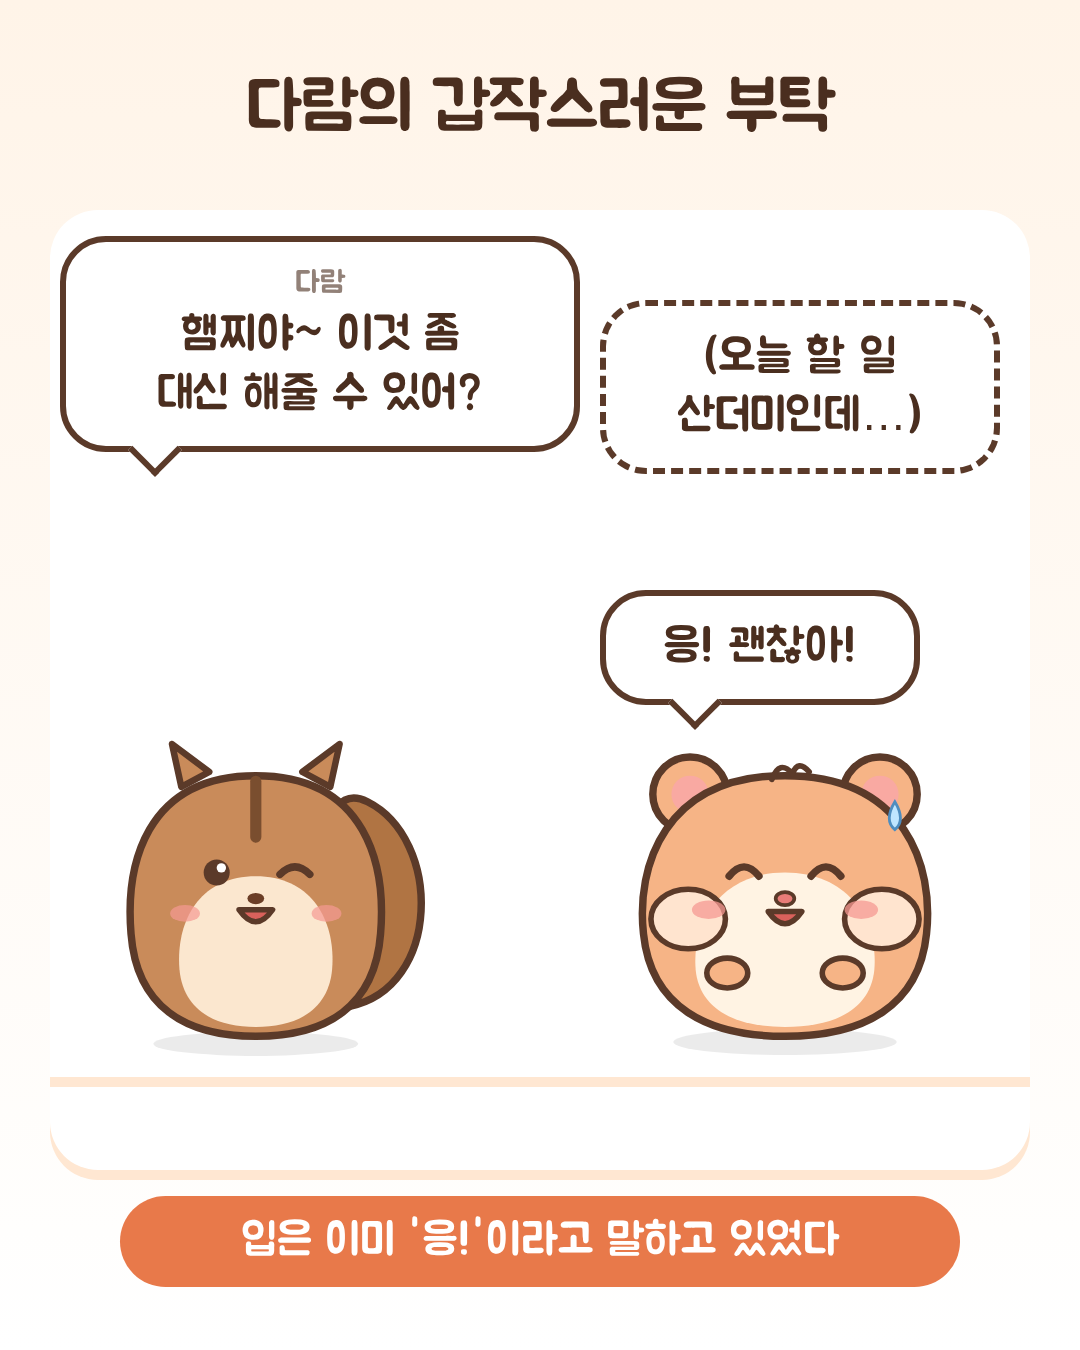 다람의 갑작스러운 부탁
다람
햄찌야~ 이것 좀
대신 해줄 수 있어?
(오늘 할 일
산더미인데...)
응! 괜찮아!
입은 이미 '응!'이라고 말하고 있었다